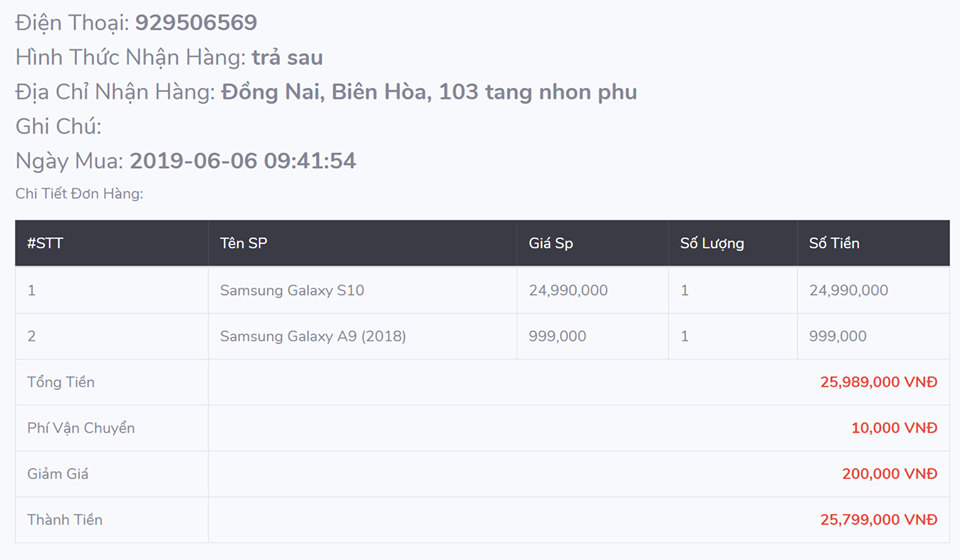 Điện Thoại: 929506569
Hình Thức Nhận Hàng: trả sau
Địa Chỉ Nhận Hàng: Đồng Nai, Biên Hòa, 103 tang nhon phu
Ghi Chú:
Ngày Mua: 2019-06-06 09:41:54
Chi Tiết Đơn Hàng:
#STT Tên SP Giá Sp Số Lượng Số Tiền
1 Samsung Galaxy S10 24,990,000 1 24,990,000
2 Samsung Galaxy A9 (2018) 999,000 1 999,000
Tổng Tiền 25,989,000 VNĐ
Phí Vận Chuyển 10,000 VNĐ
Giảm Giá 200,000 VNĐ
Thành Tiền 25,799,000 VNĐ